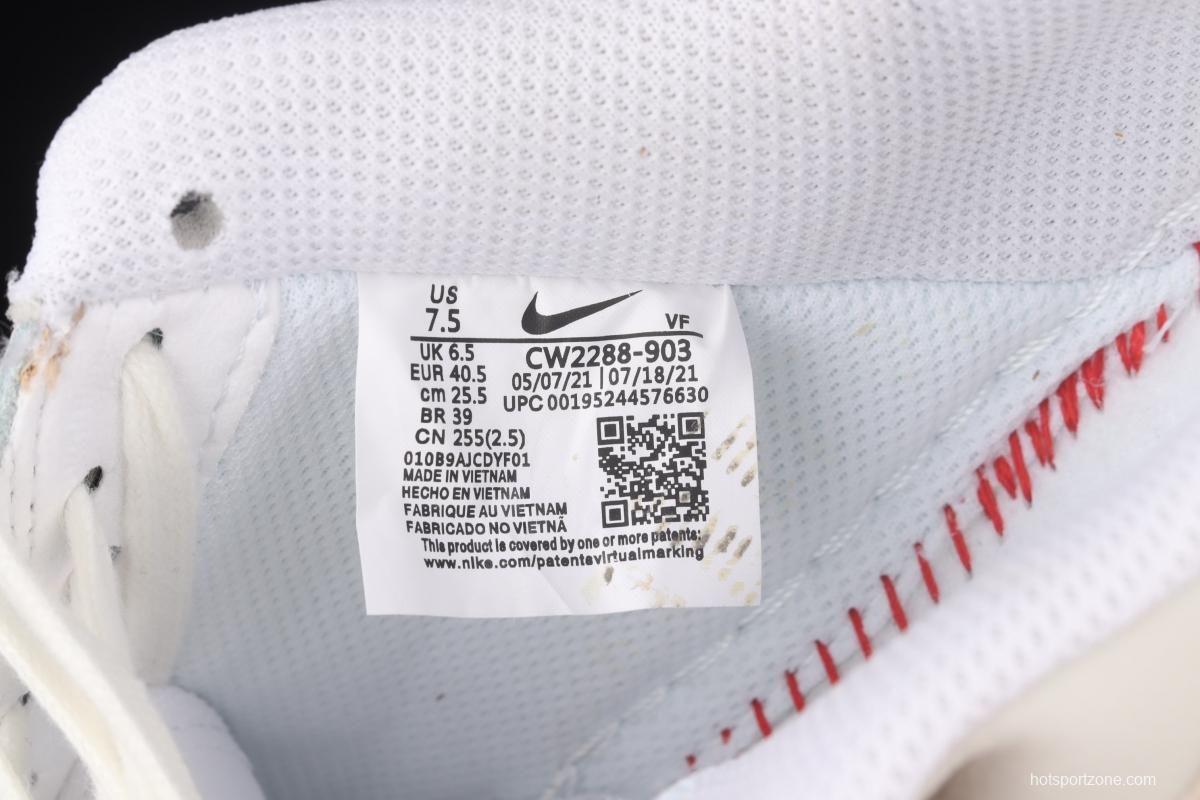 US
7.5
VF
UK 6.5
EUR 40.5
cm 25.5
BR 39
CN 255(2.5)
CW2288-903
05/07/21 | 07/18/21
UPC 00195244576630
010B9AJCDYF01
MADE IN VIETNAM
HECHO EN VIETNAM
FABRIQUE AU VIETNAM
FABRICADO NO VIETNÃ
This product is covered by one or more patents:
www.nike.com/patentavirtualmarking
hotsportzone.com